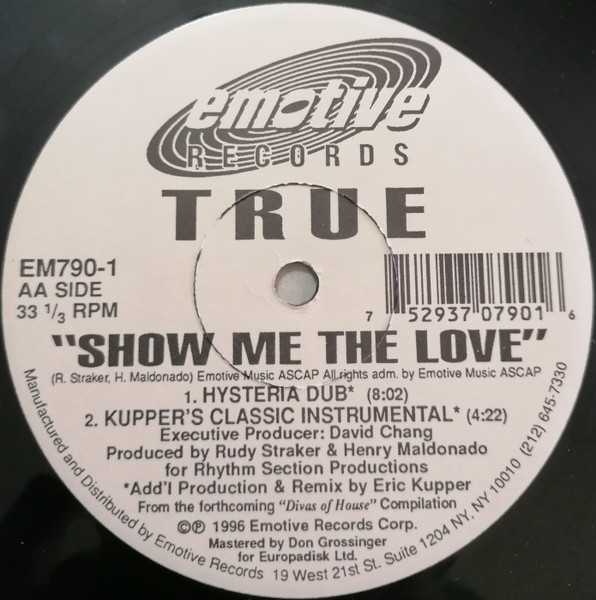 emotive
RECORDS
TRUE
EM790-1
AA SIDE
33 1/3 RPM
7 52937 07901 6
"SHOW ME THE LOVE"
(R. Straker, H. Maldonado) Emotive Music ASCAP All rights adm. by Emotive Music ASCAP
1. HYSTERIA DUB* (8:02)
2. KUPPER'S CLASSIC INSTRUMENTAL* (4:22)
Executive Producer: David Chang
Produced by Rudy Straker & Henry Maldonado
for Rhythm Section Productions
*Add'l Production & Remix by Eric Kupper
From the forthcoming "Divas of House" Compilation
©℗ 1996 Emotive Records Corp.
Mastered by Don Grossinger
for Europadisk Ltd.
Manufactured and Distributed by Emotive Records 19 West 21st St. Suite 1204 NY, NY 10010 (212) 645-7330